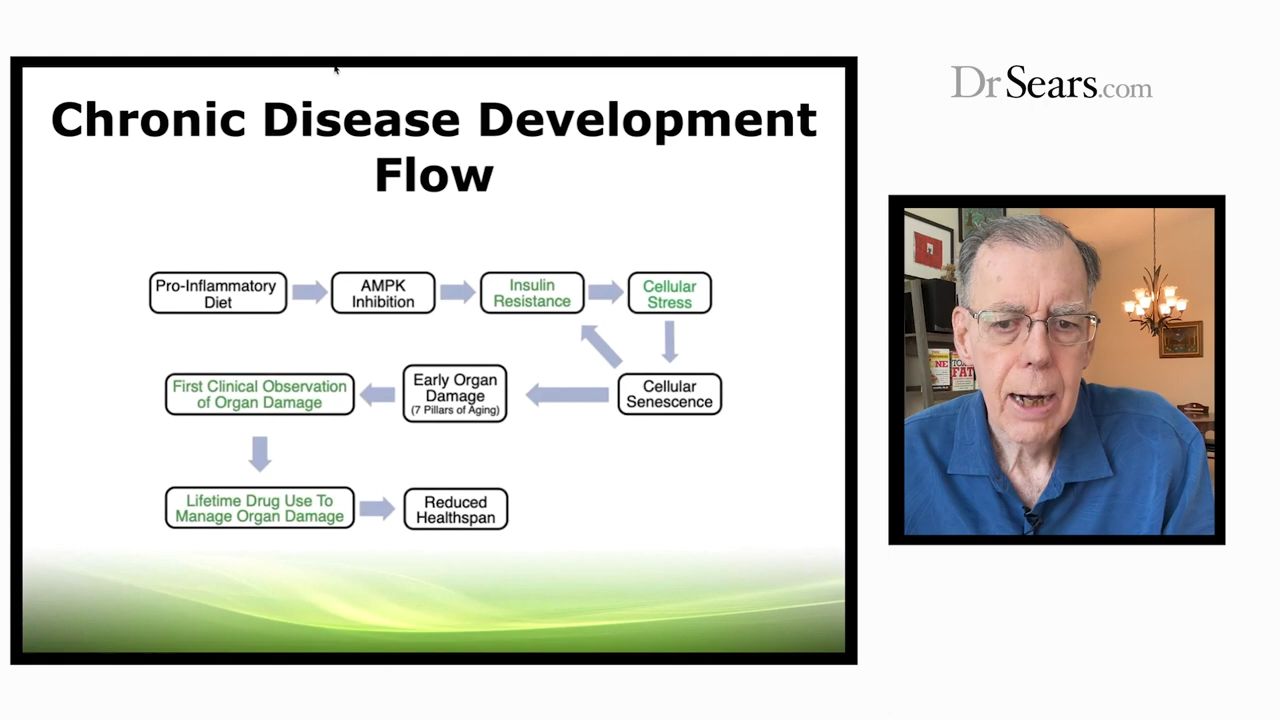 Chronic Disease Development
Flow
Pro-Inflammatory
Diet
AMPK
Inhibition
Insulin
Resistance
Cellular
Stress
Cellular
Senescence
Early Organ
Damage
(7 Pillars of Aging)
First Clinical Observation
of Organ Damage
Lifetime Drug Use To
Manage Organ Damage
Reduced
Healthspan
DrSears.com
NE
FAT